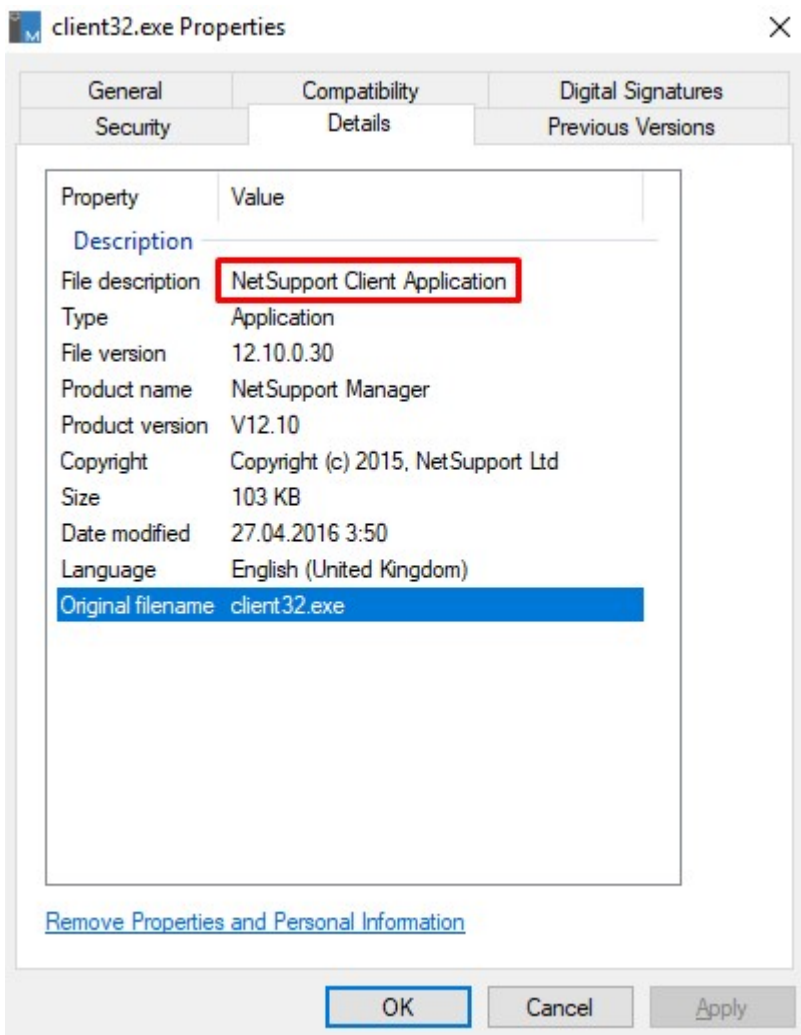 client32.exe Properties
General Compatibility Digital Signatures
Security Details Previous Versions
Property Value
Description
File description NetSupport Client Application
Type Application
File version 12.10.0.30
Product name NetSupport Manager
Product version V12.10
Copyright Copyright (c) 2015, NetSupport Ltd
Size 103 KB
Date modified 27.04.2016 3:50
Language English (United Kingdom)
Original filename client32.exe
Remove Properties and Personal Information
OK Cancel Apply